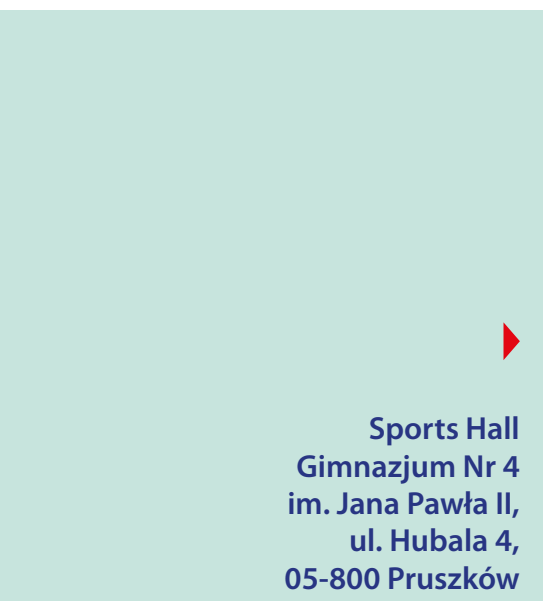 Sports Hall
Gimnazjum Nr 4
im. Jana Pawła II,
ul. Hubala 4,
05-800 Pruszków